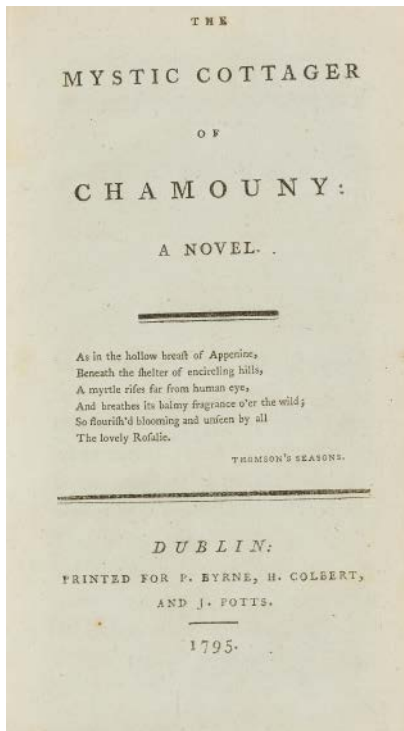 THE
MYSTIC COTTAGER
OF
CHAMOUNY:
A NOVEL.
As in the hollow breaſt of Appenine,
Beneath the ſhelter of encircling hills,
A myrtle riſes far from human eye,
And breathes its balmy fragrance o'er the wild;
So flouriſh'd blooming and unſeen by all
The lovely Roſalie.
THOMSON'S SEASONS.
DUBLIN:
PRINTED FOR P. BYRNE, H. COLBERT,
AND J. POTTS.
1795.